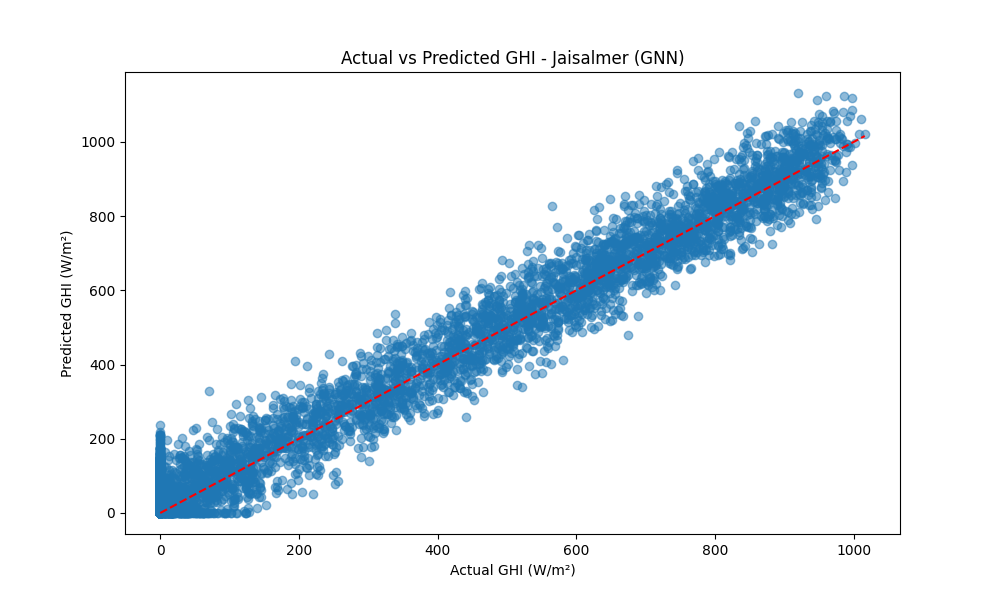 Actual vs Predicted GHI - Jaisalmer (GNN)
Predicted GHI (W/m²)
1000
800
600
400
200
0
0 200 400 600 800 1000
Actual GHI (W/m²)